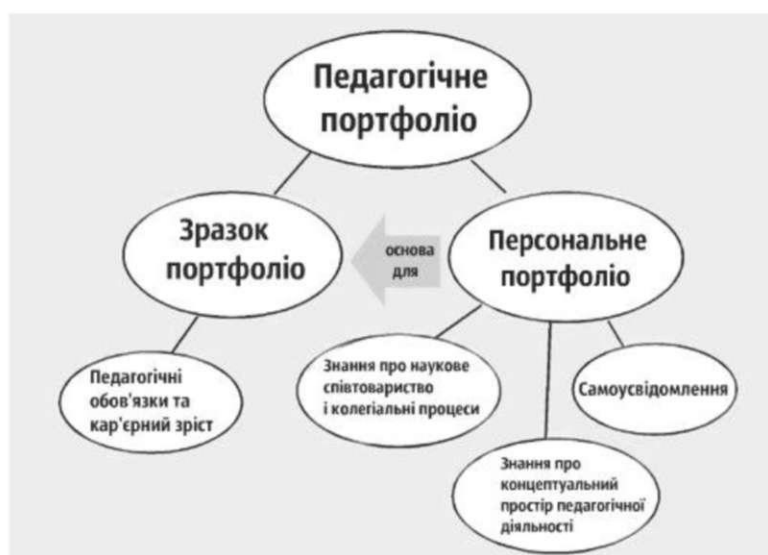 Педагогічне
портфоліо
Зразок
портфоліо
основа
для
Персональне
портфоліо
Педагогічні
обов'язки та
кар'єрний зріст
Знання про наукове
співтовариство
і колегіальні процеси
Самоусвідомлення
Знання про
концептуальний
простір педагогічної
діяльності